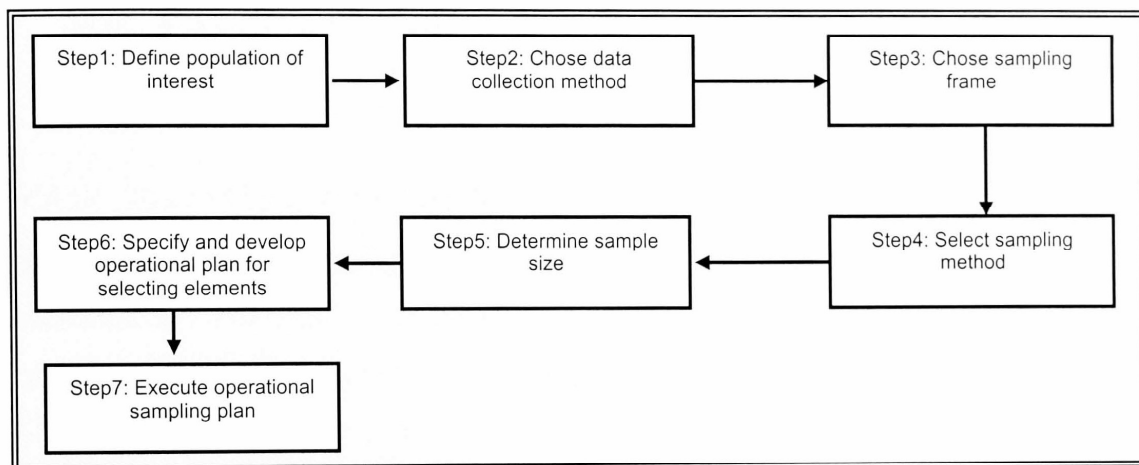 Step1: Define population of
interest
Step2: Chose data
collection method
Step3: Chose sampling
frame
Step4: Select sampling
method
Step5: Determine sample
size
Step6: Specify and develop
operational plan for
selecting elements
Step7: Execute operational
sampling plan